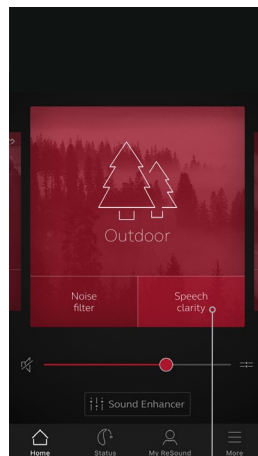 Outdoor
Noise
filter
Speech
clarity
Sound Enhancer
Home
Status
My ReSound
More